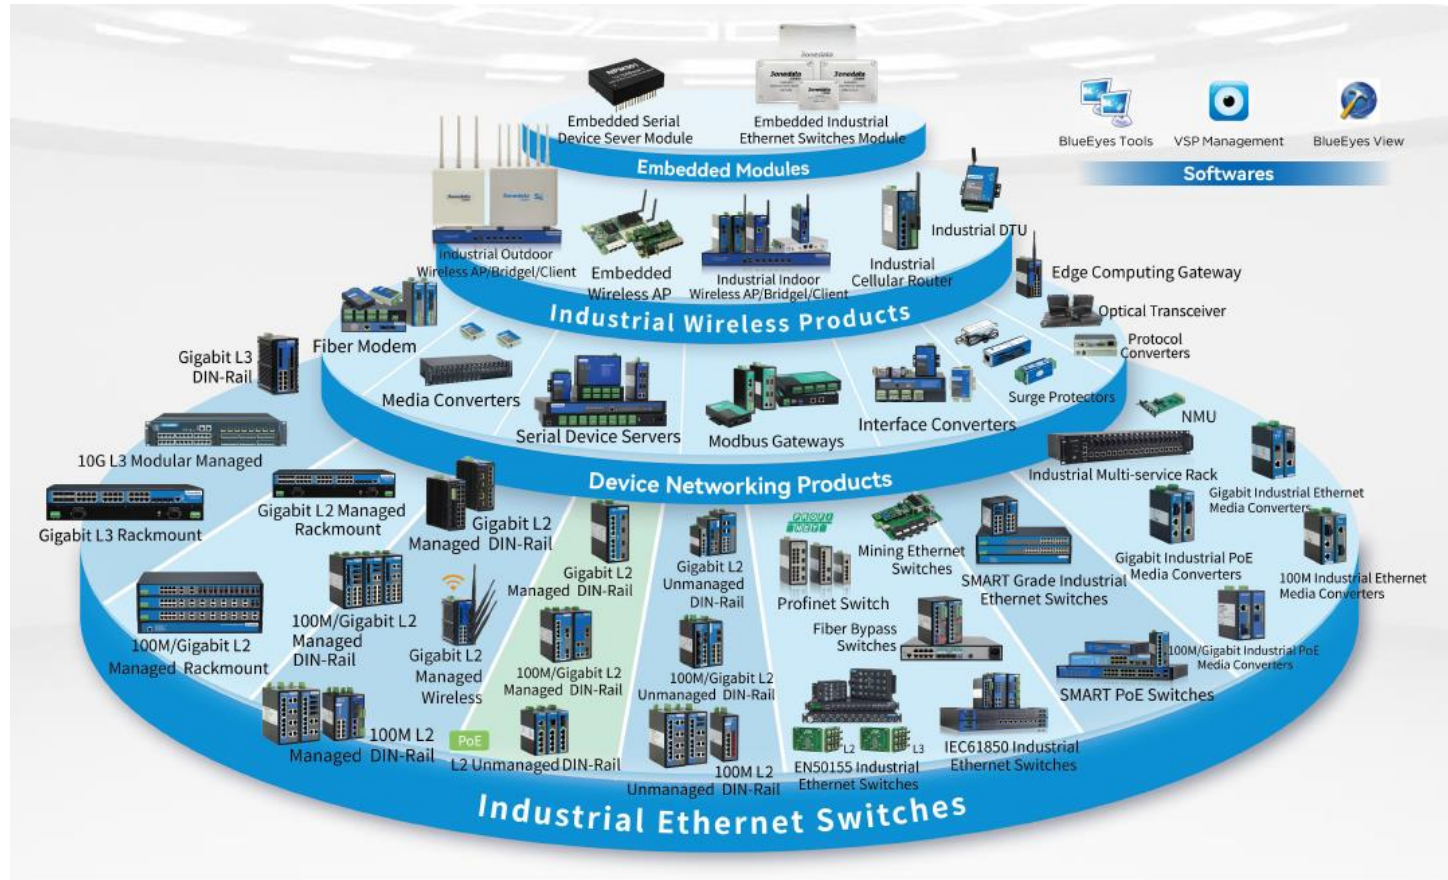 3onedata
NPM301
3onedata
3onedata
Embedded Serial
Device Sever Module
Embedded Industrial
Ethernet Switches Module
Embedded Modules
BlueEyes Tools
VSP Management
BlueEyes View
Softwares
3onedata
3onedata
Industrial Outdoor
Wireless AP/Bridgel/Client
Embedded
Wireless AP
Industrial Indoor
Wireless AP/Bridgel/Client
Industrial
Cellular Router
Industrial DTU
Industrial Wireless Products
Edge Computing Gateway
Optical Transceiver
Protocol
Converters
Fiber Modem
Media Converters
Serial Device Servers
Modbus Gateways
Interface Converters
Surge Protectors
Device Networking Products
Gigabit L3
DIN-Rail
10G L3 Modular Managed
Gigabit L3 Rackmount
Gigabit L2 Managed
Rackmount
Gigabit L2
Managed DIN-Rail
100M/Gigabit L2
Managed Rackmount
100M/Gigabit L2
Managed
DIN-Rail
Gigabit L2
Managed
Wireless
100M L2
Managed DIN-Rail
Gigabit L2
Managed DIN-Rail
100M/Gigabit L2
Managed DIN-Rail
PoE
L2 Unmanaged DIN-Rail
Gigabit L2
Unmanaged
DIN-Rail
100M/Gigabit L2
Unmanaged DIN-Rail
100M L2
Unmanaged DIN-Rail
PROFI
NET
Profinet Switch
Mining Ethernet
Switches
Fiber Bypass
Switches
L2
L3
EN50155 Industrial
Ethernet Switches
IEC61850 Industrial
Ethernet Switches
SMART Grade Industrial
Ethernet Switches
SMART PoE Switches
NMU
Industrial Multi-service Rack
Gigabit Industrial Ethernet
Media Converters
Gigabit Industrial PoE
Media Converters
100M Industrial Ethernet
Media Converters
100M/Gigabit Industrial PoE
Media Converters
Industrial Ethernet Switches